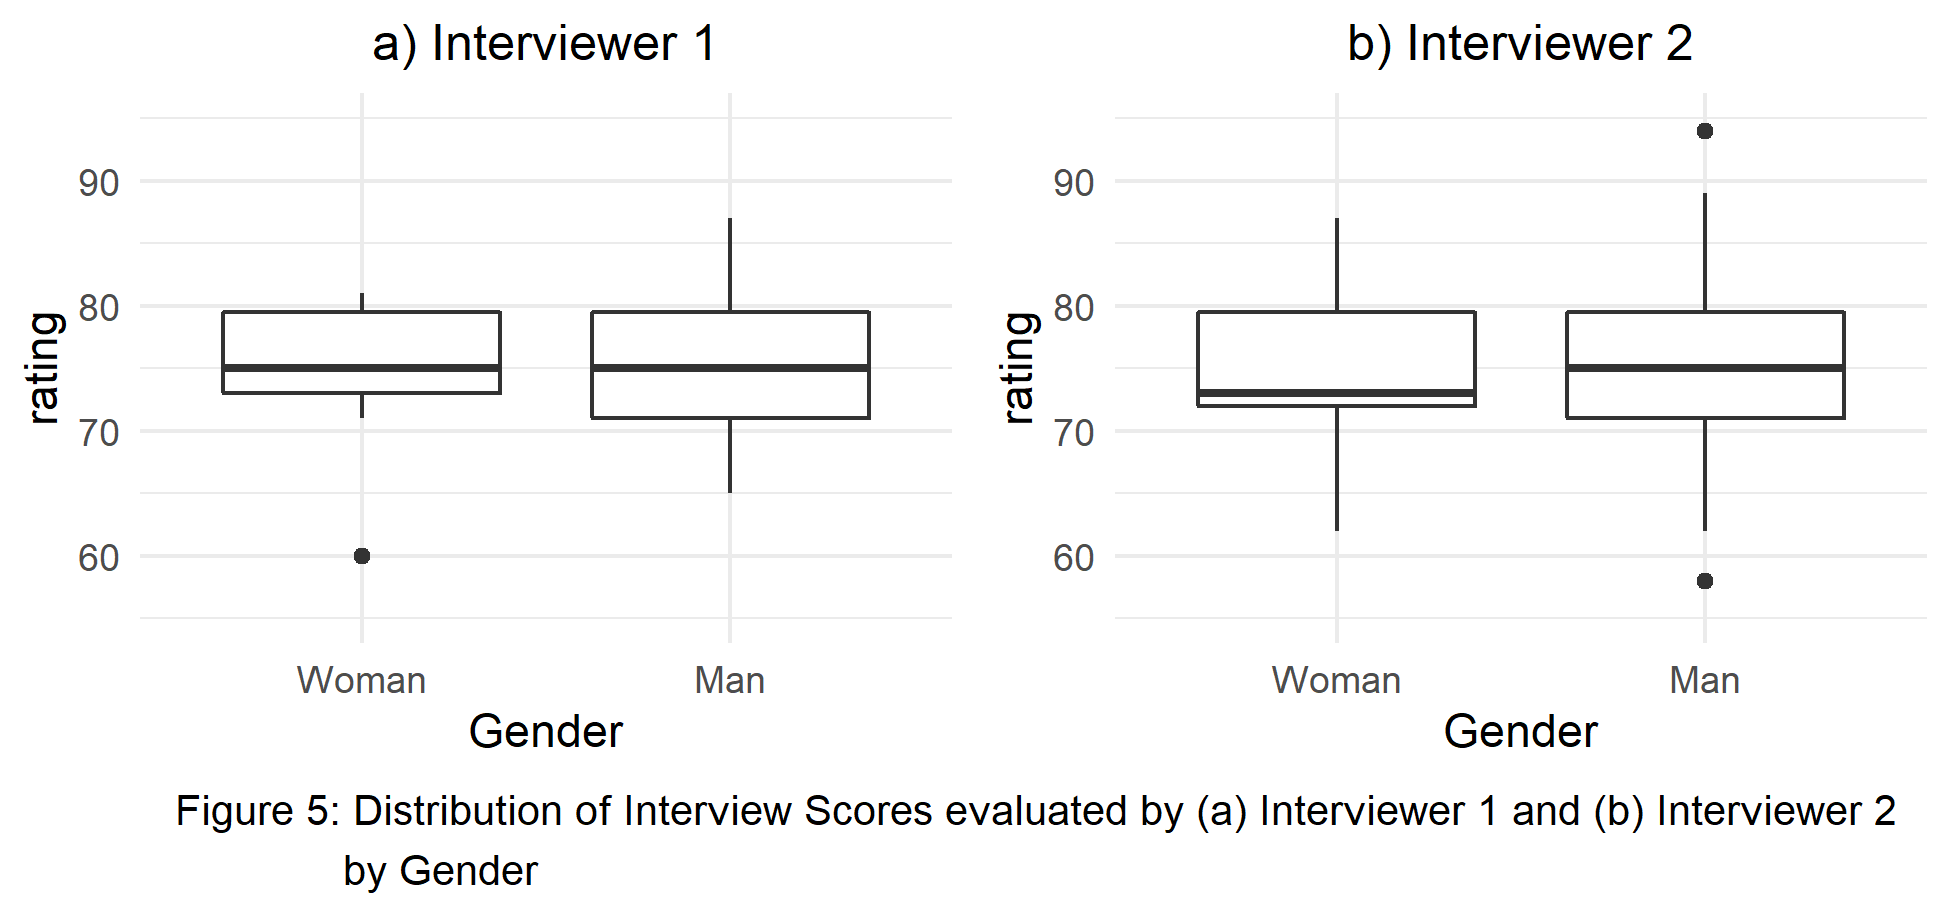 a) Interviewer 1
90
80
70
60
rating
Woman Man
Gender
b) Interviewer 2
90
80
70
60
rating
Woman Man
Gender
Figure 5: Distribution of Interview Scores evaluated by (a) Interviewer 1 and (b) Interviewer 2
by Gender